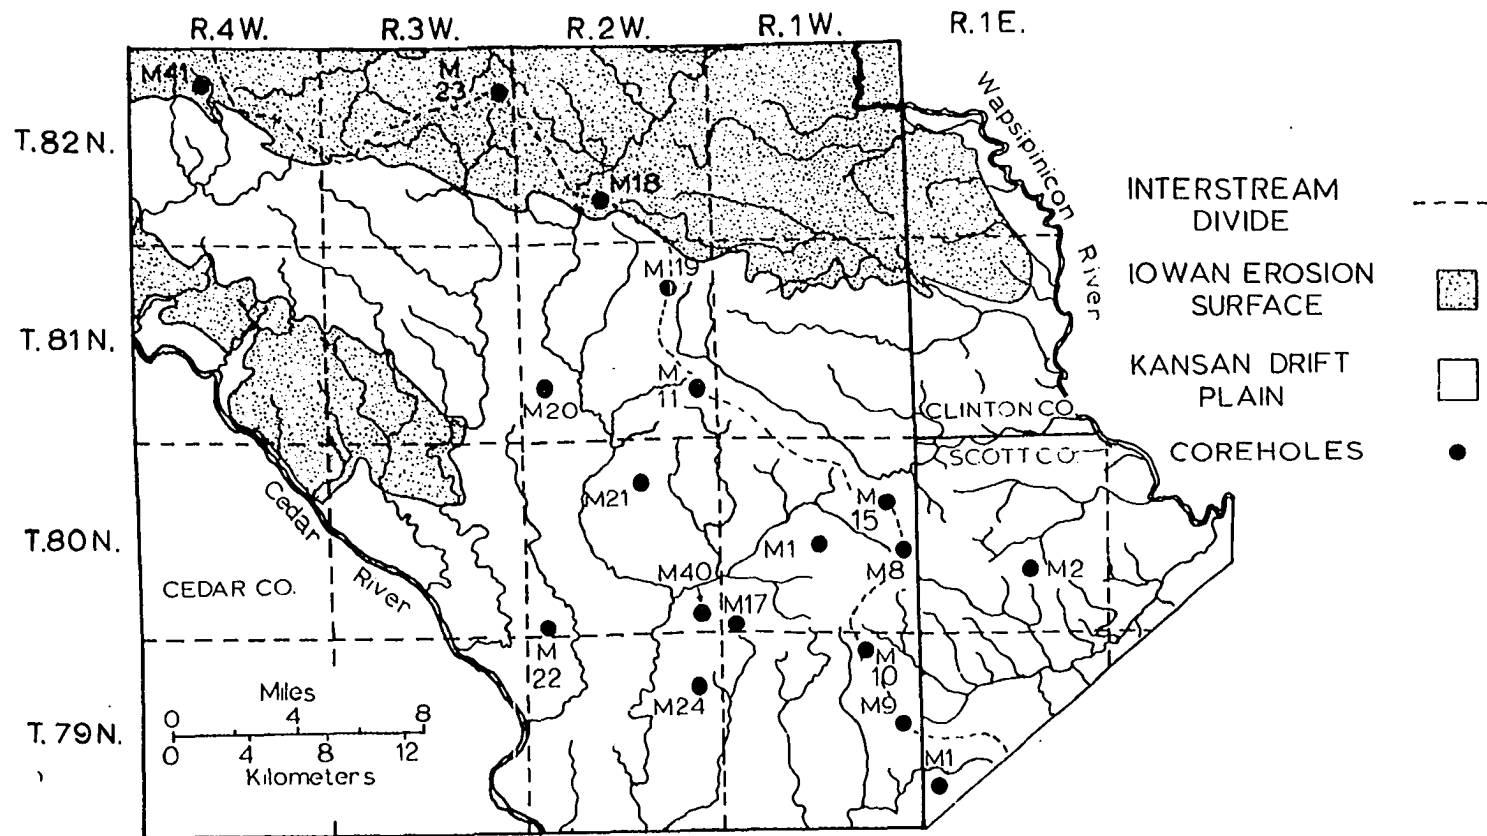 R.4W. R.3W. R.2W. R.1W. R.1E.
M41
M
23
Wapsipinicon
River
T.82N.
M18
INTERSTREAM
DIVIDE
M19
IOWAN EROSION
SURFACE
T.81N.
KANSAN DRIFT
PLAIN
M
11
M20
CLINTON CO.
SCOTT CO.
COREHOLES
M21
M
15
Cedar
River
T.80N.
M1
M8
M2
M40
M17
CEDAR CO.
M
22
M
10
M24
M9
Miles
0 4 8
0 4 8 12
Kilometers
T.79N.
M1